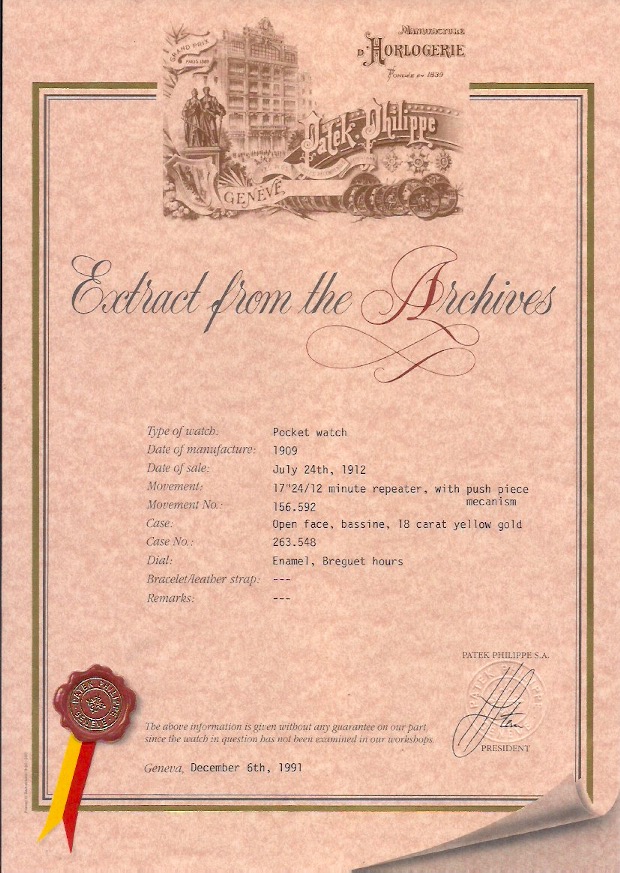 GRAND PRIX
PARIS 1889
MANUFACTURE
D'HORLOGERIE
FONDÉE EN 1839
Patek, Philippe
GENÈVE
Extract from the Archives
Type of watch: Pocket watch
Date of manufacture: 1909
Date of sale: July 24th, 1912
Movement: 17"24/12 minute repeater, with push piece
mecanism
Movement No.: 156.592
Case: Open face, bassine, 18 carat yellow gold
Case No.: 263.548
Dial: Enamel, Breguet hours
Bracelet/leather strap: ---
Remarks: ---
PATEK PHILIPPE S.A.
PATEK PHILIPPE
PATEK PHILIPPE
GENEVE
The above information is given without any guarantee on our part,
since the watch in question has not been examined in our workshops.
PRESIDENT
Geneva, December 6th, 1991